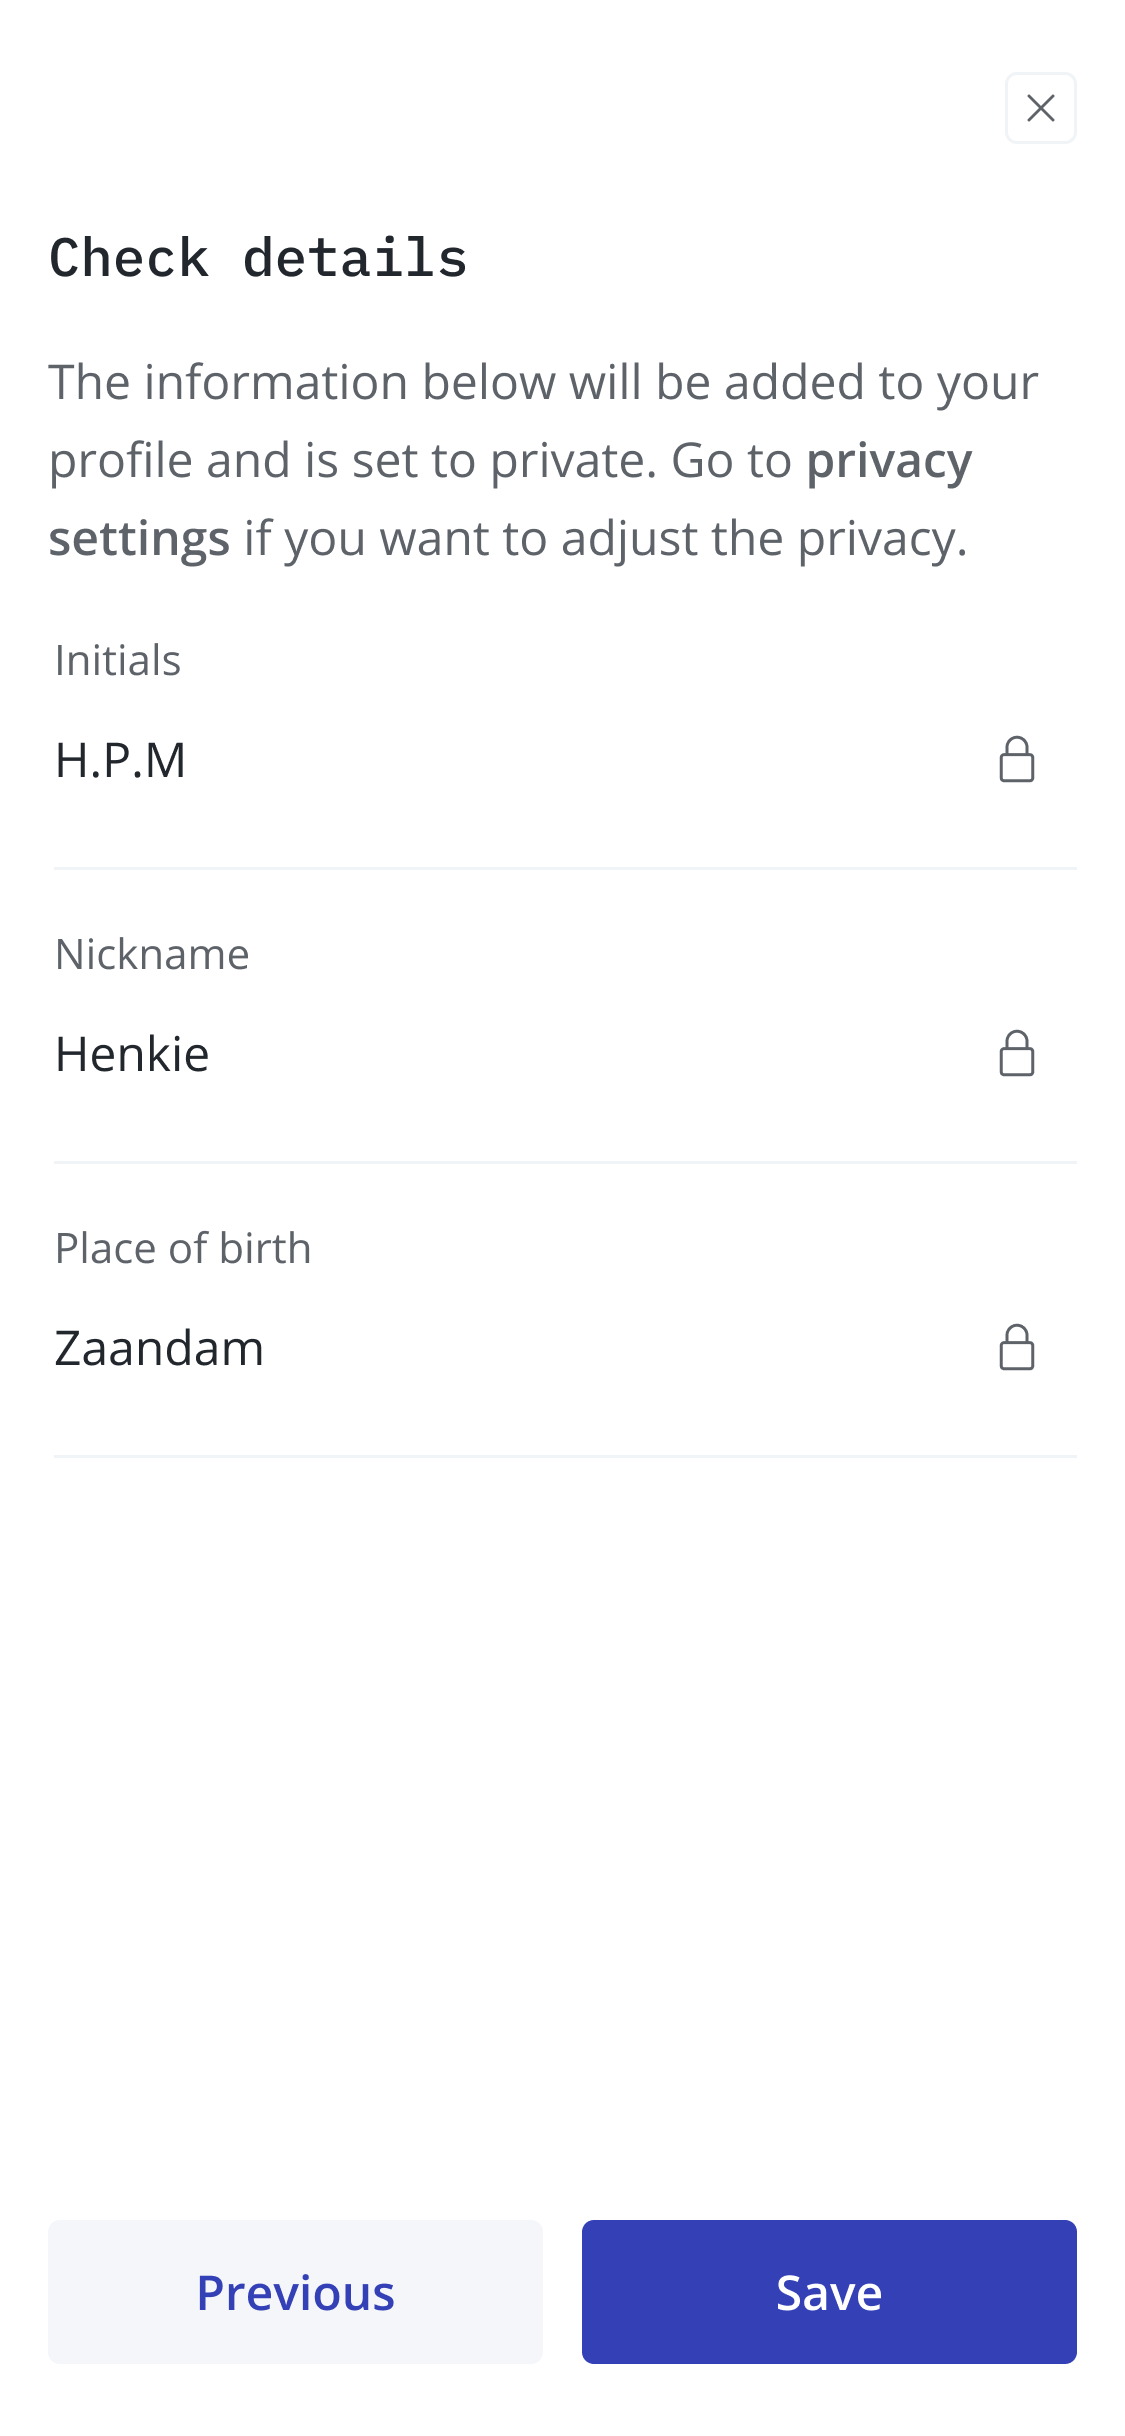 Check details
The information below will be added to your
profile and is set to private. Go to privacy
settings if you want to adjust the privacy.
Initials
H.P.M
Nickname
Henkie
Place of birth
Zaandam
Previous
Save